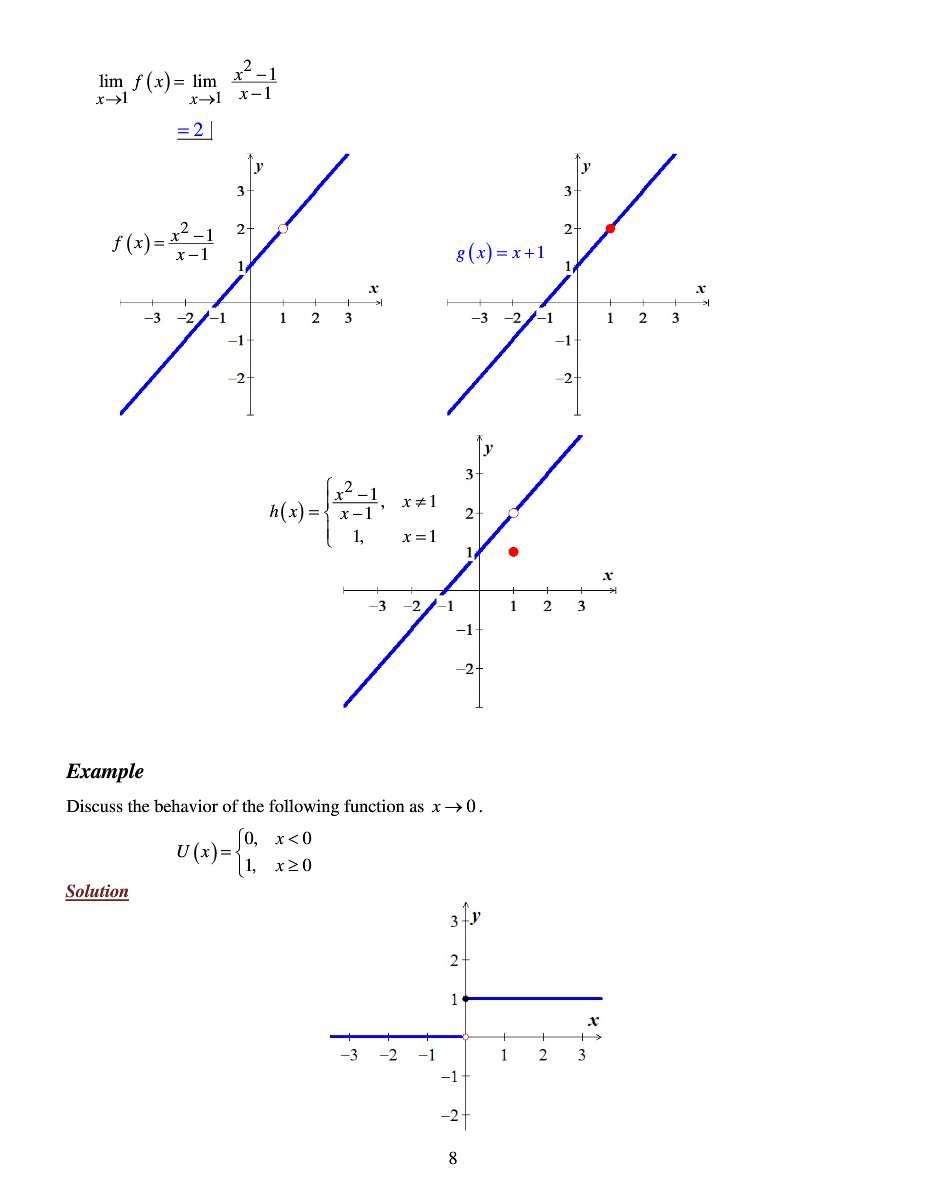 lim f(x) = lim x² − 1
x→1 x→1 x − 1
= 2
y
3
f(x) = x² − 1 2
x − 1
1
x
−3 −2 −1 1 2 3
−1
−2
y
3
2
g(x) = x + 1
1
x
−3 −2 −1 1 2 3
−1
−2
y
3
h(x) = { x² − 1, x ≠ 1
x − 1
1, x = 1
2
1
x
−3 −2 −1 1 2 3
−1
−2
Example
Discuss the behavior of the following function as x → 0.
U(x) = { 0, x < 0
1, x ≥ 0
Solution
3 y
2
1
x
−3 −2 −1 1 2 3
−1
−2
8